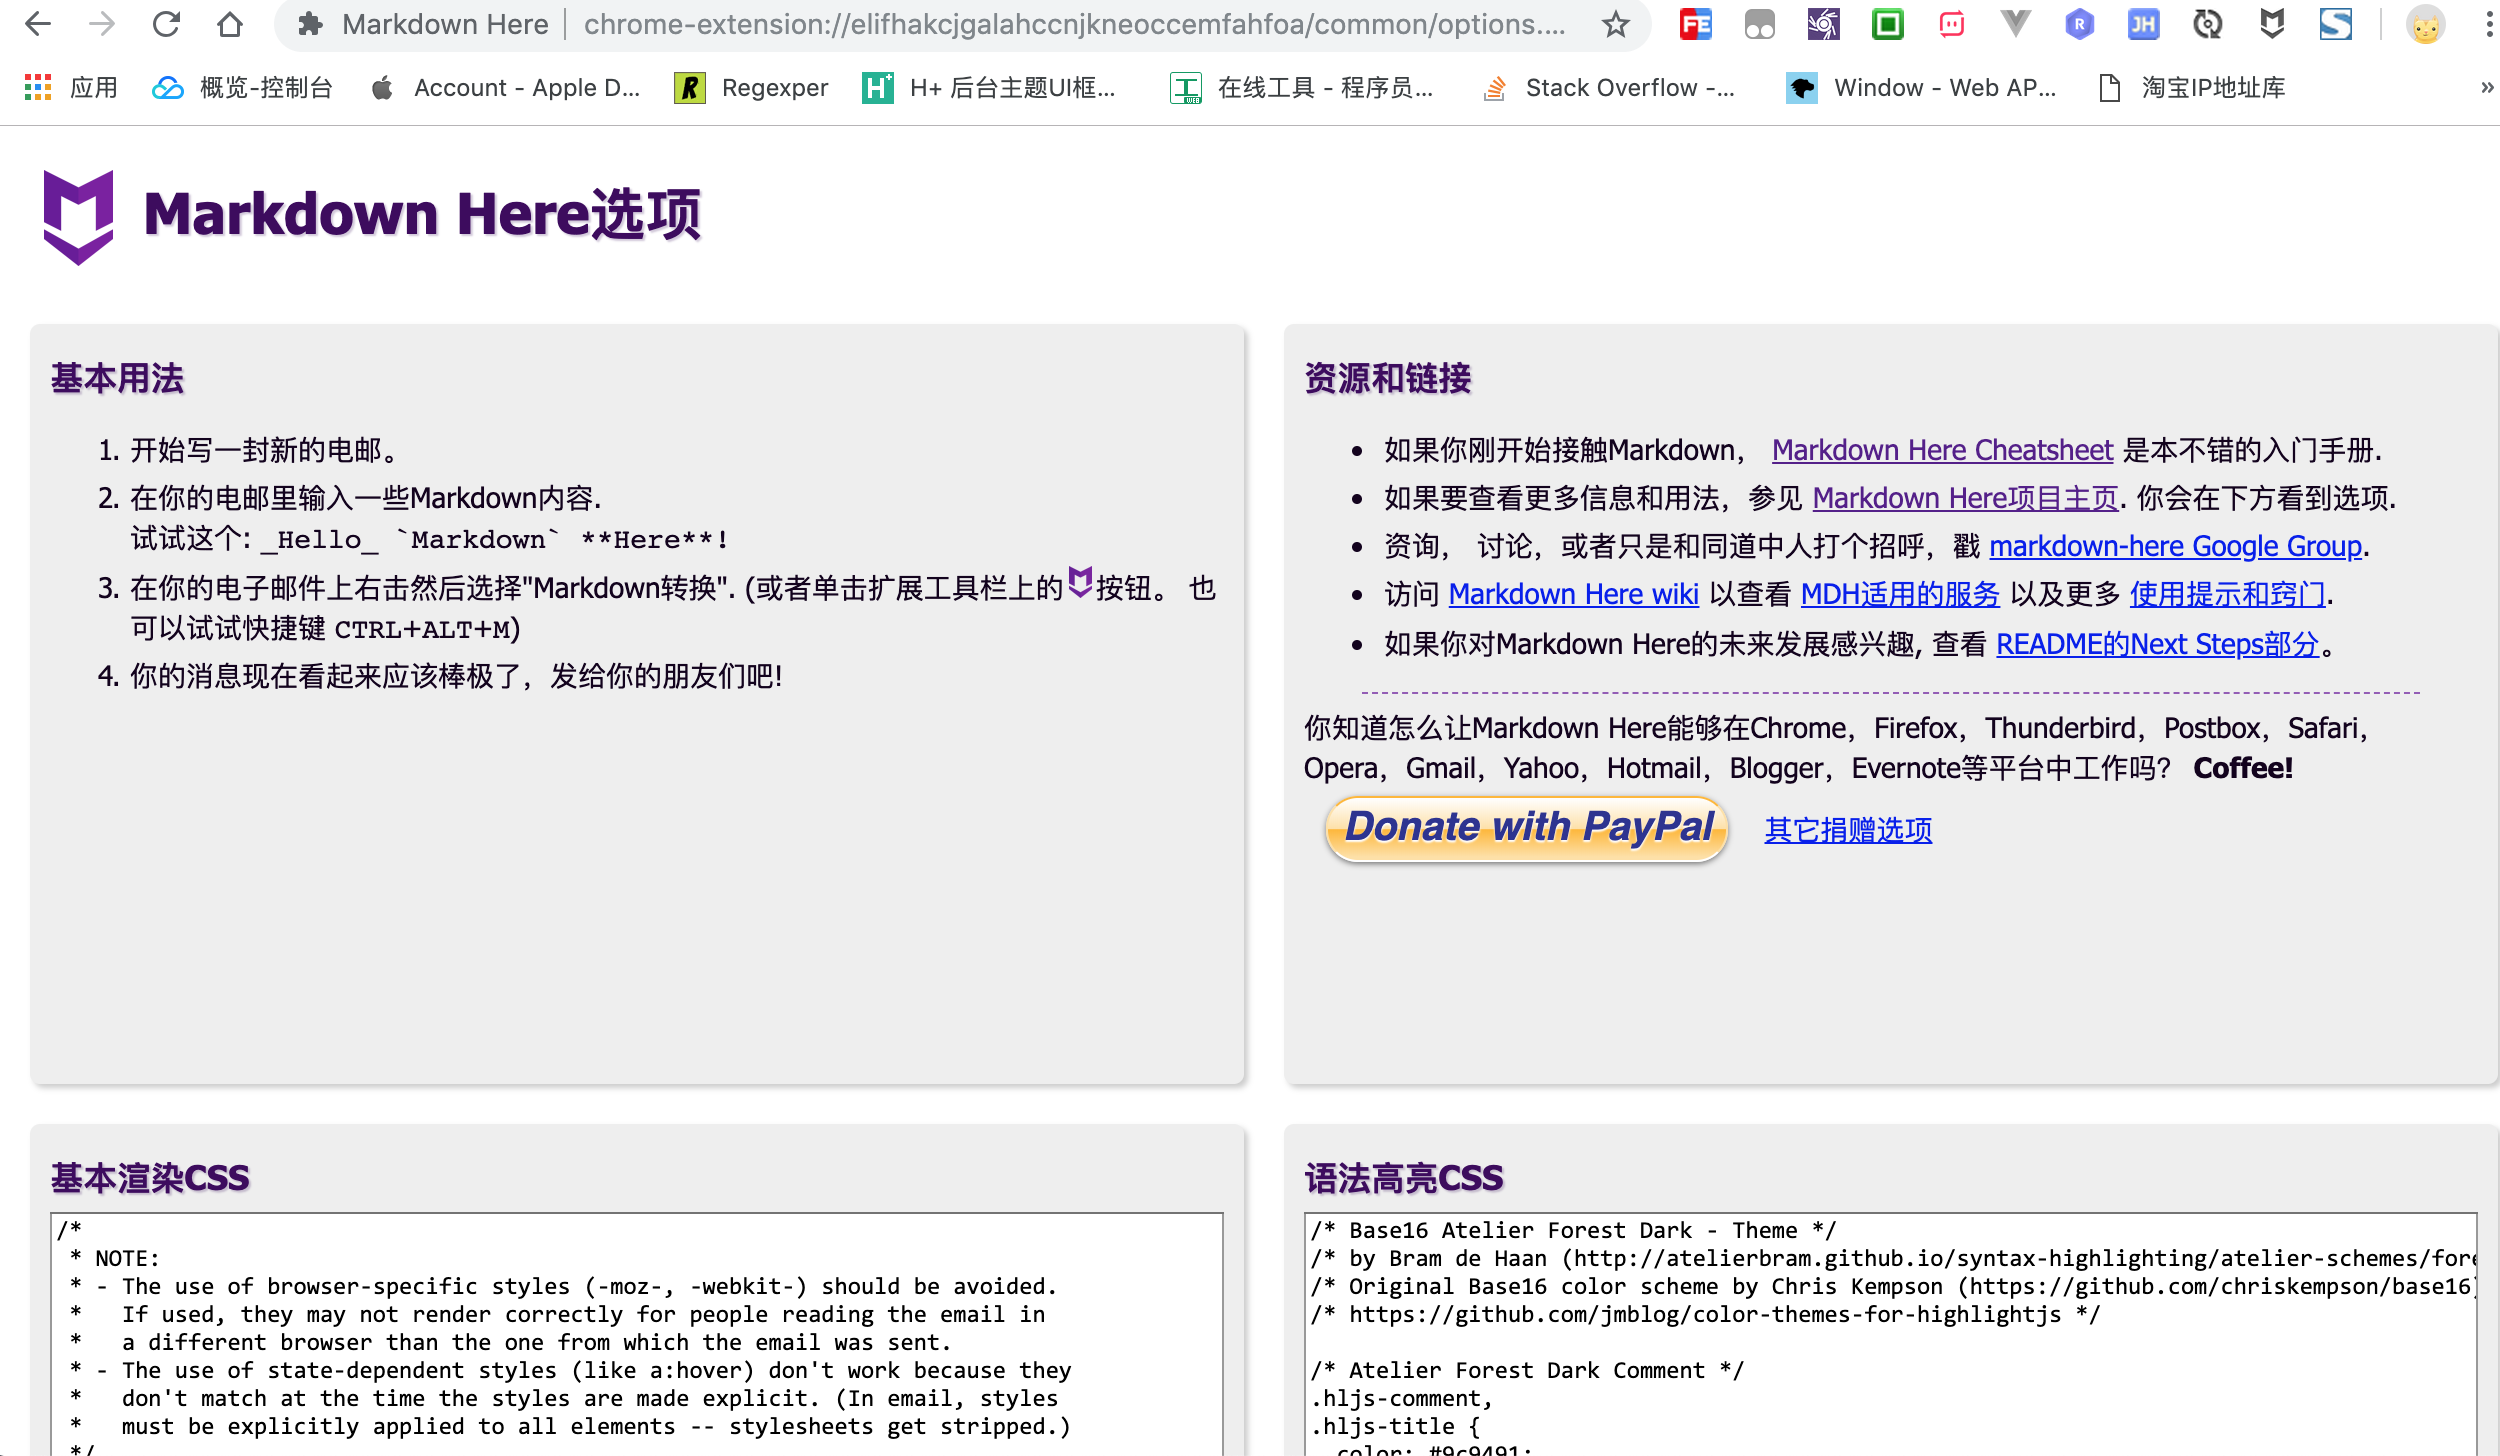 Markdown Here | chrome-extension://elifhakcjgalahccnjkneoccemfahfoa/common/options....
应用 概览-控制台 Account - Apple D... Regexper H+ 后台主题UI框... 在线工具 - 程序员... Stack Overflow -... Window - Web AP... 淘宝IP地址库 »
Markdown Here选项
基本用法
1. 开始写一封新的电邮。
2. 在你的电邮里输入一些Markdown内容.
试试这个: _Hello_ `Markdown` **Here**!
3. 在你的电子邮件上右击然后选择"Markdown转换". (或者单击扩展工具栏上的按钮。 也
可以试试快捷键 CTRL+ALT+M)
4. 你的消息现在看起来应该棒极了，发给你的朋友们吧!
资源和链接
• 如果你刚开始接触Markdown， Markdown Here Cheatsheet 是本不错的入门手册.
• 如果要查看更多信息和用法，参见 Markdown Here项目主页. 你会在下方看到选项.
• 资询， 讨论，或者只是和同道中人打个招呼，戳 markdown-here Google Group.
• 访问 Markdown Here wiki 以查看 MDH适用的服务 以及更多 使用提示和窍门.
• 如果你对Markdown Here的未来发展感兴趣, 查看 README的Next Steps部分。
你知道怎么让Markdown Here能够在Chrome，Firefox，Thunderbird，Postbox，Safari，
Opera，Gmail，Yahoo，Hotmail，Blogger，Evernote等平台中工作吗？ Coffee!
Donate with PayPal 其它捐赠选项
基本渲染CSS
/*
* NOTE:
* - The use of browser-specific styles (-moz-, -webkit-) should be avoided.
* If used, they may not render correctly for people reading the email in
* a different browser than the one from which the email was sent.
* - The use of state-dependent styles (like a:hover) don't work because they
* don't match at the time the styles are made explicit. (In email, styles
* must be explicitly applied to all elements -- stylesheets get stripped.)
*/
语法高亮CSS
/* Base16 Atelier Forest Dark - Theme */
/* by Bram de Haan (http://atelierbram.github.io/syntax-highlighting/atelier-schemes/fore
/* Original Base16 color scheme by Chris Kempson (https://github.com/chriskempson/base16)
/* https://github.com/jmblog/color-themes-for-highlightjs */
/* Atelier Forest Dark Comment */
.hljs-comment,
.hljs-title {
color: #9c9491;